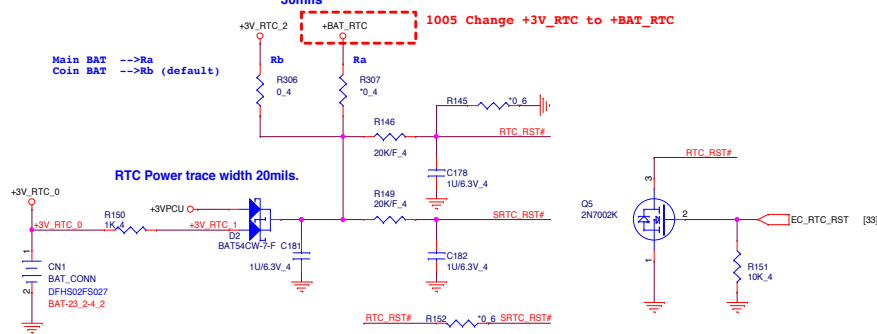 30mils
+3V_RTC_2
+BAT_RTC
1005 Change +3V_RTC to +BAT_RTC
Main BAT -->Ra
Coin BAT -->Rb (default)
Rb
Ra
R306
0_4
R307
*0_4
R145
*0_6
R146
20K/F_4
RTC_RST#
C178
1U/6.3V_4
RTC Power trace width 20mils.
RTC_RST#
+3V_RTC_0
+3VPCU
R150
1K_4
+3V_RTC_0
+3V_RTC_1
D2
BAT54CW-7-F
C181
1U/6.3V_4
R149
20K/F_4
SRTC_RST#
C182
1U/6.3V_4
Q5
2N7002K
3
2
1
EC_RTC_RST
[33]
R151
10K_4
1
2
CN1
BAT_CONN
DFHS02FS027
BAT-23_2-4_2
RTC_RST#
R152
*0_6
SRTC_RST#